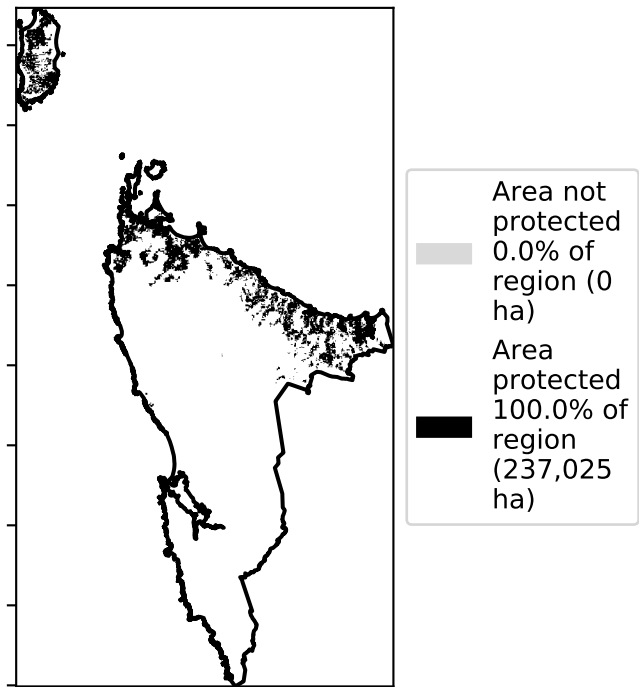 Area not
protected
0.0% of
region (0
ha)
Area
protected
100.0% of
region
(237,025
ha)